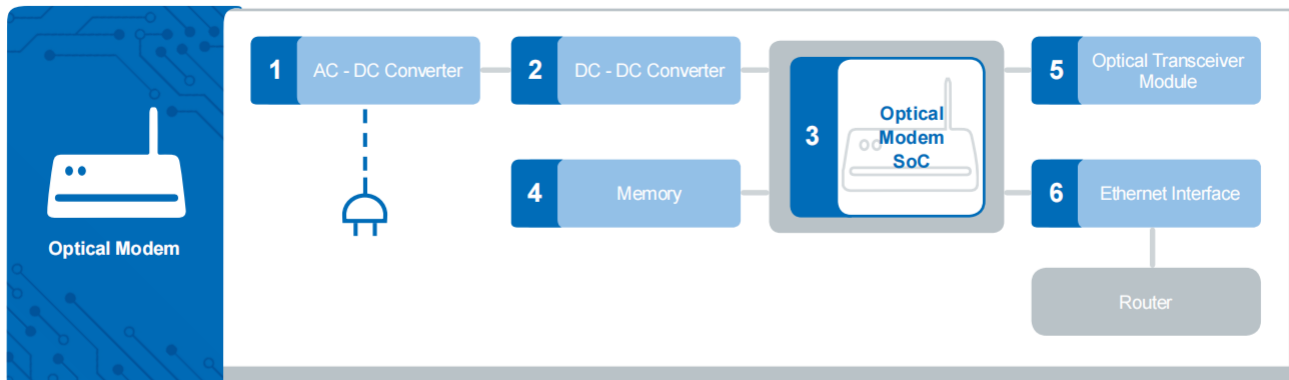 Optical Modem
1
AC - DC Converter
2
DC - DC Converter
3
Optical
Modem
SoC
4
Memory
5
Optical Transceiver
Module
6
Ethernet Interface
Router